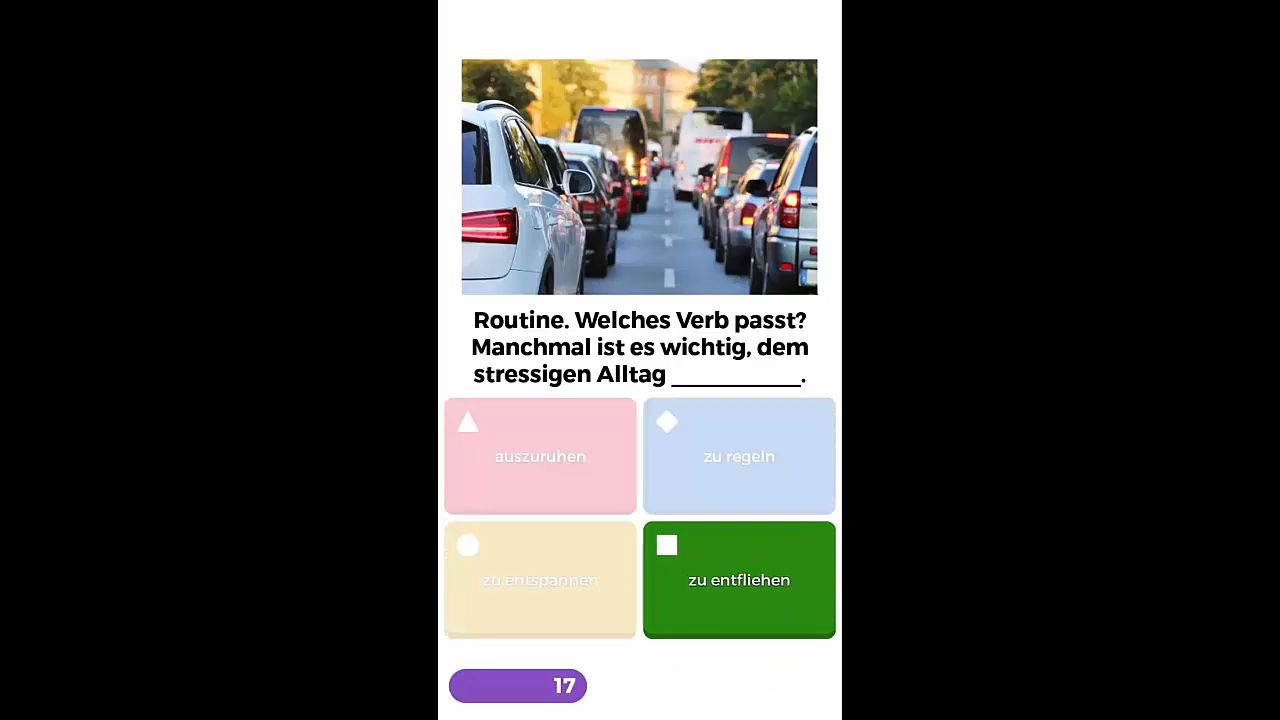 Routine. Welches Verb passt?
Manchmal ist es wichtig, dem
stressigen Alltag ___________.
auszuruhen
zu regeln
zu entspannen
zu entfliehen
17